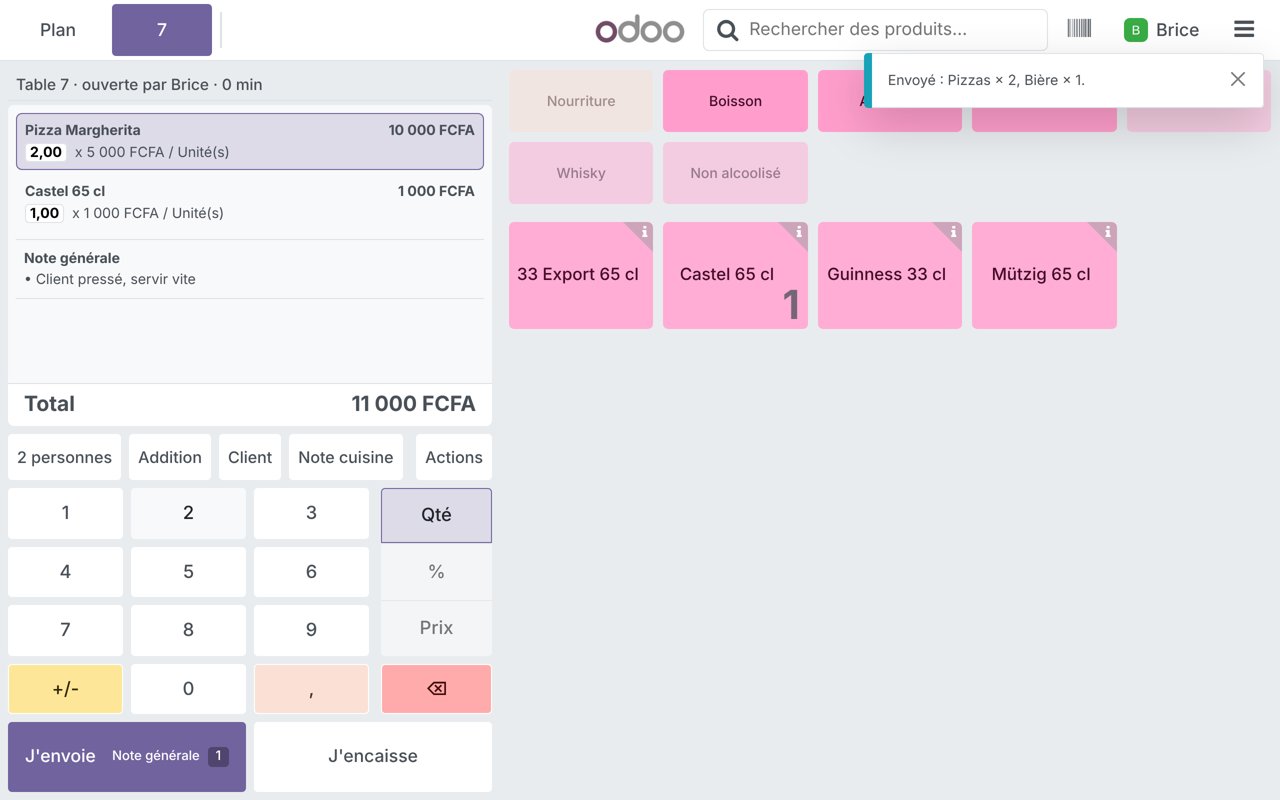 Plan
7
odoo
Rechercher des produits...
B
Brice
Envoyé : Pizzas × 2, Bière × 1.
Table 7 · ouverte par Brice · 0 min
Pizza Margherita
10 000 FCFA
2,00 x 5 000 FCFA / Unité(s)
Castel 65 cl
1 000 FCFA
1,00 x 1 000 FCFA / Unité(s)
Note générale
• Client pressé, servir vite
Total
11 000 FCFA
2 personnes
Addition
Client
Note cuisine
Actions
1
2
3
Qté
4
5
6
%
7
8
9
Prix
+/-
0
,
J'envoie
Note générale
1
J'encaisse
Nourriture
Boisson
Whisky
Non alcoolisé
33 Export 65 cl
Castel 65 cl
1
Guinness 33 cl
Mützig 65 cl